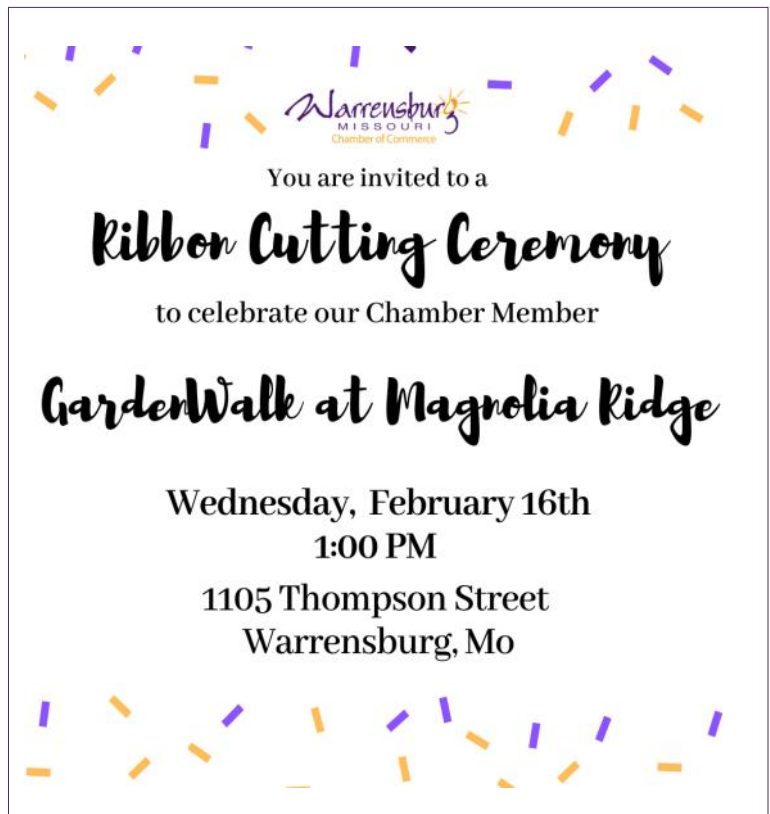 Warrensburg
MISSOURI
Chamber of Commerce
You are invited to a
Ribbon Cutting Ceremony
to celebrate our Chamber Member
GardenWalk at Magnolia Ridge
Wednesday, February 16th
1:00 PM
1105 Thompson Street
Warrensburg, Mo